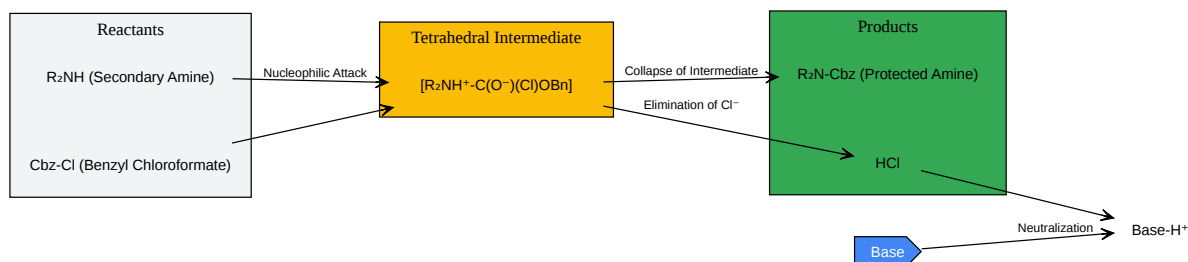 Reactants
R₂NH (Secondary Amine)
Cbz-Cl (Benzyl Chloroformate)
Nucleophilic Attack
Tetrahedral Intermediate
[R₂NH⁺-C(O⁻)(Cl)OBn]
Collapse of Intermediate
Elimination of Cl⁻
Products
R₂N-Cbz (Protected Amine)
HCl
Neutralization
Base
Base-H⁺